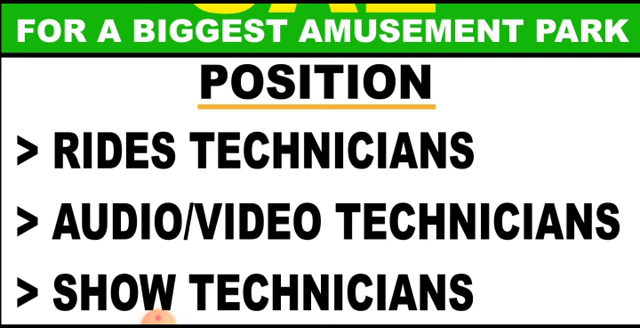 FOR A BIGGEST AMUSEMENT PARK
POSITION
> RIDES TECHNICIANS
> AUDIO/VIDEO TECHNICIANS
> SHOW TECHNICIANS